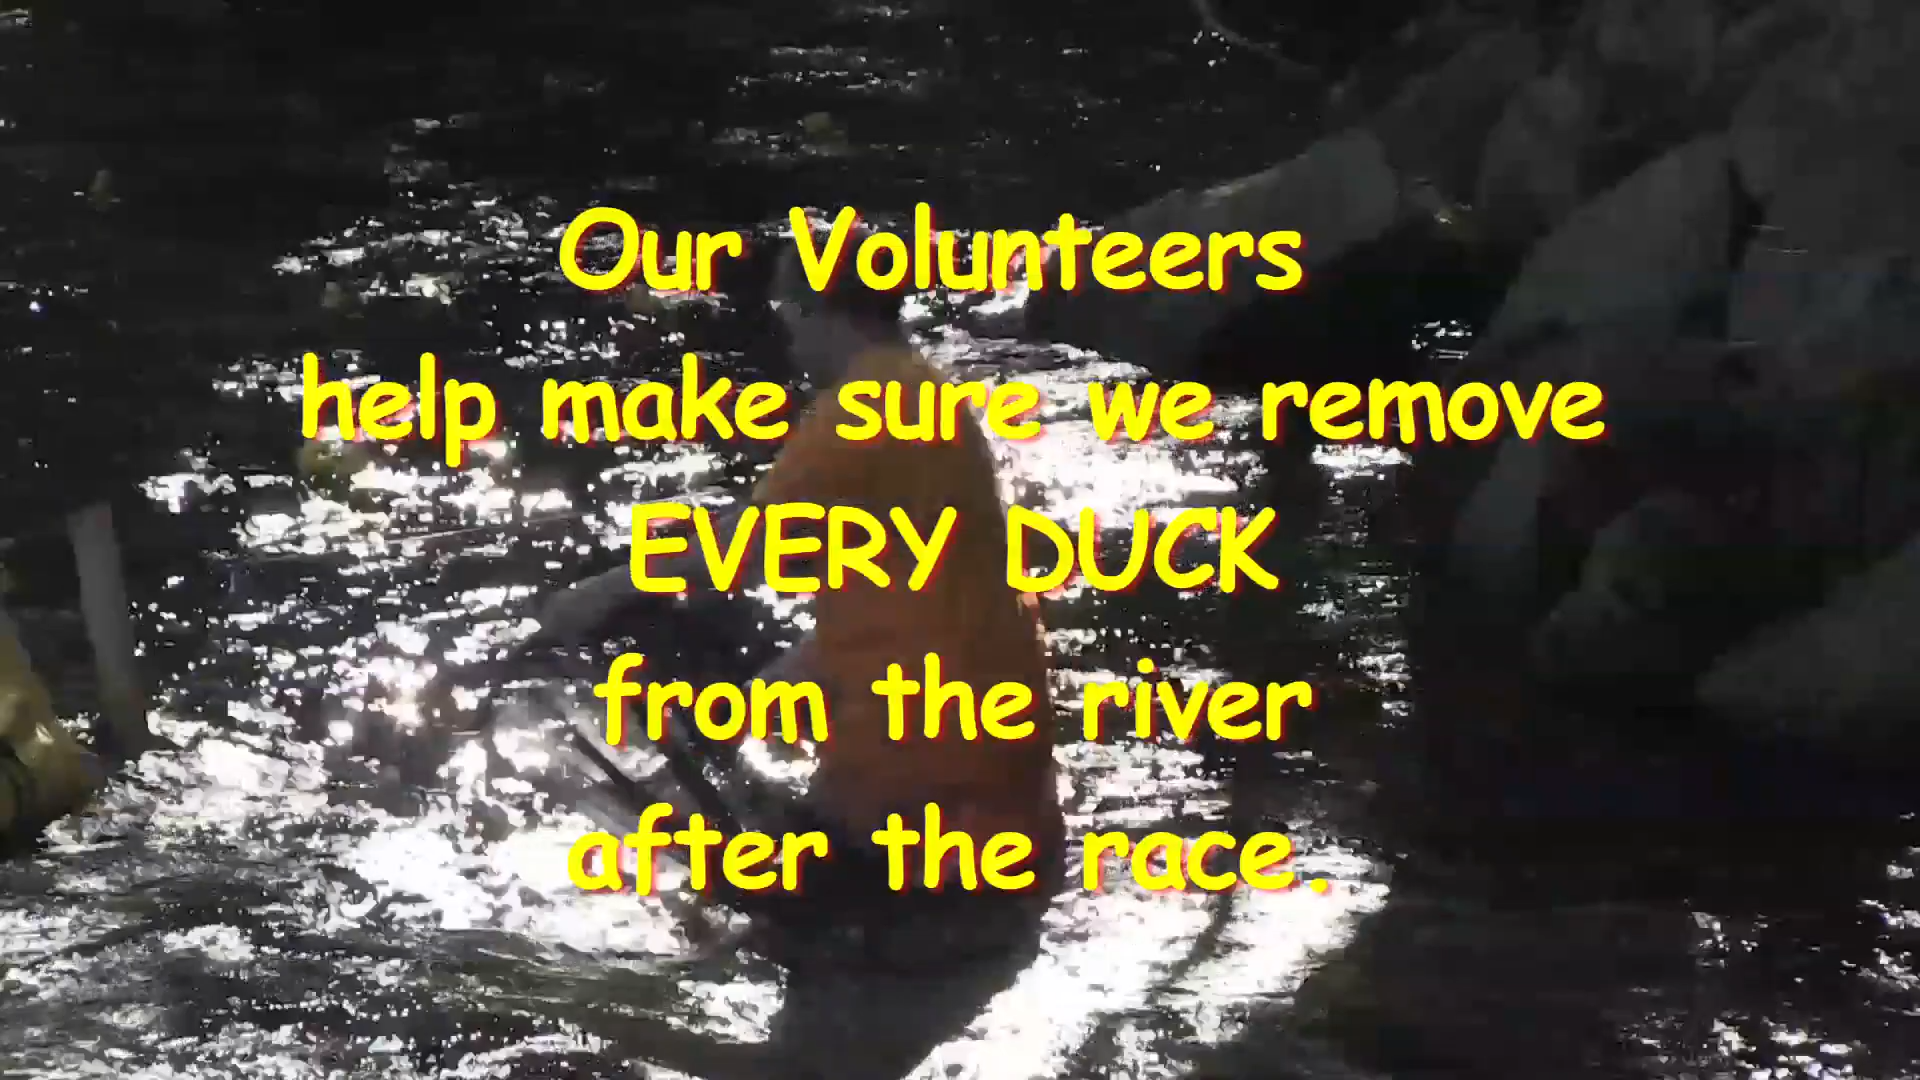 Our Volunteers
help make sure we remove
EVERY DUCK
from the river
after the race.